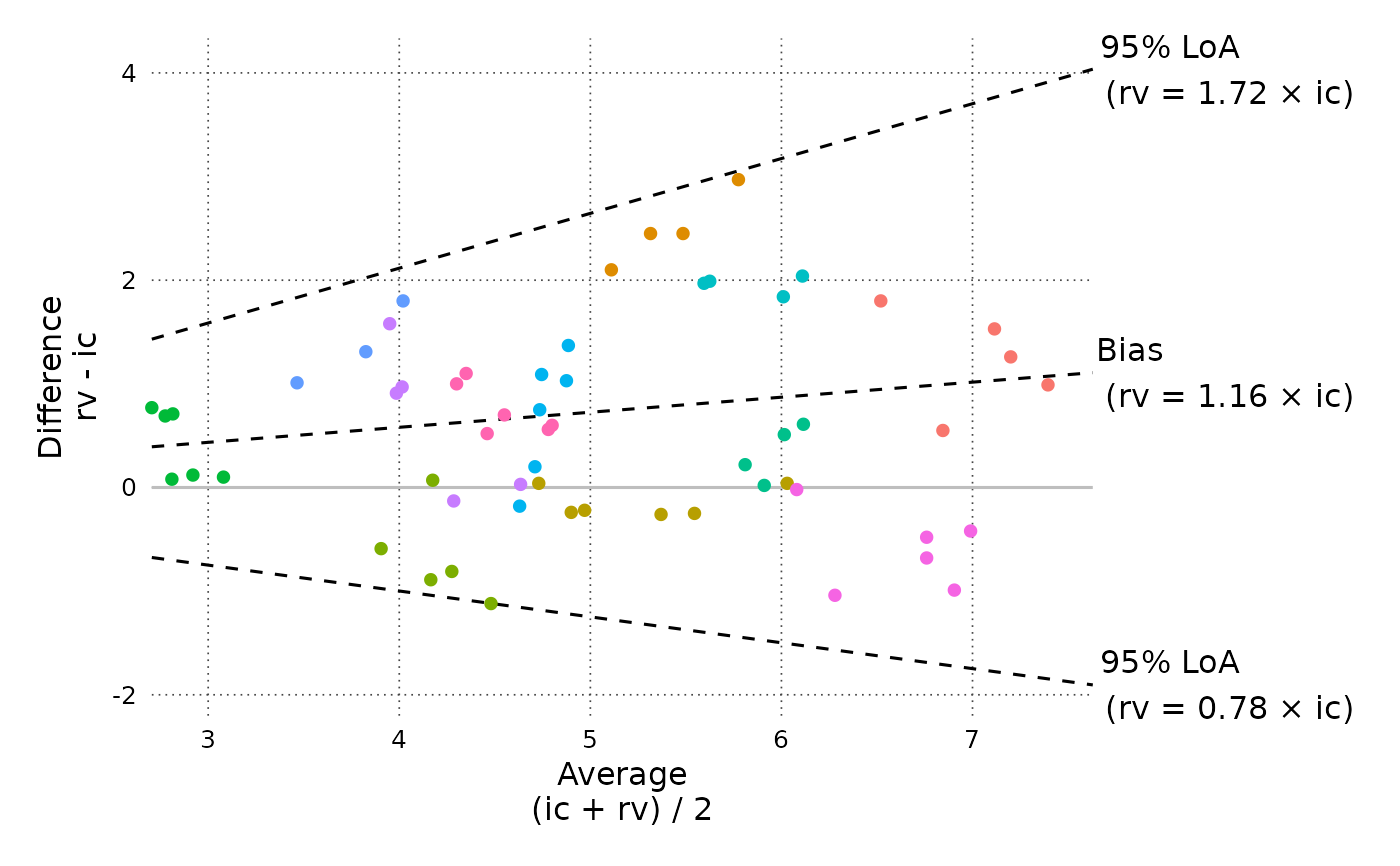 95% LoA
(rv = 1.72 × ic)
Bias
(rv = 1.16 × ic)
95% LoA
(rv = 0.78 × ic)
4
2
0
-2
Difference
rv - ic
3 4 5 6 7
Average
(ic + rv) / 2